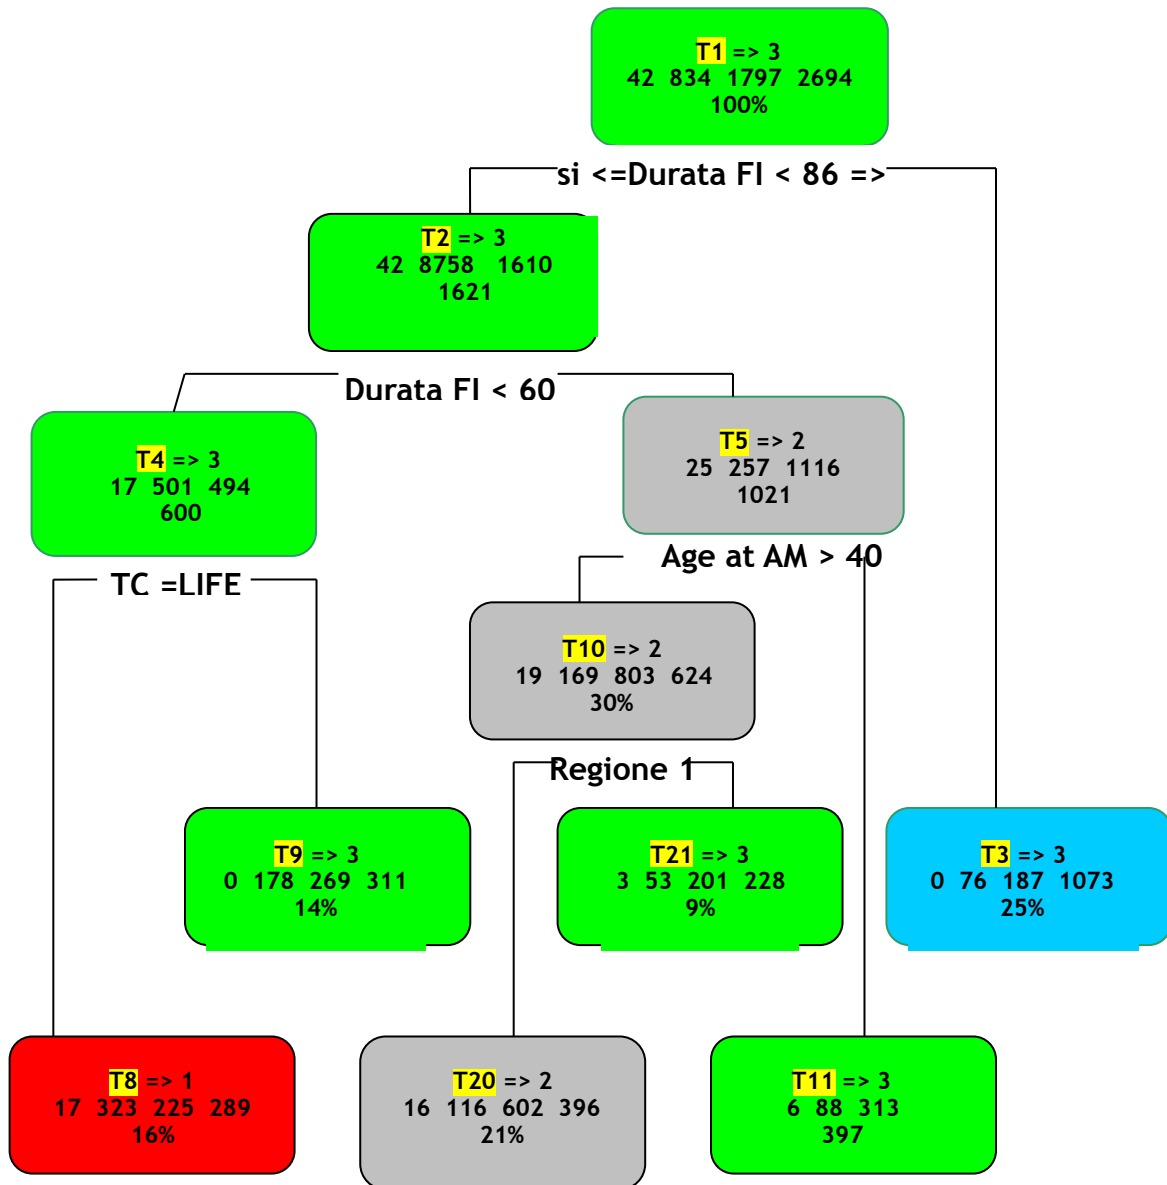 T1 => 3
42 834 1797 2694
100%
si <=Durata FI < 86 =>
T2 => 3
42 8758 1610
1621
Durata FI < 60
T4 => 3
17 501 494
600
T5 => 2
25 257 1116
1021
TC =LIFE
Age at AM > 40
T10 => 2
19 169 803 624
30%
Regione 1
T9 => 3
0 178 269 311
14%
T21 => 3
3 53 201 228
9%
T3 => 3
0 76 187 1073
25%
T8 => 1
17 323 225 289
16%
T20 => 2
16 116 602 396
21%
T11 => 3
6 88 313
397